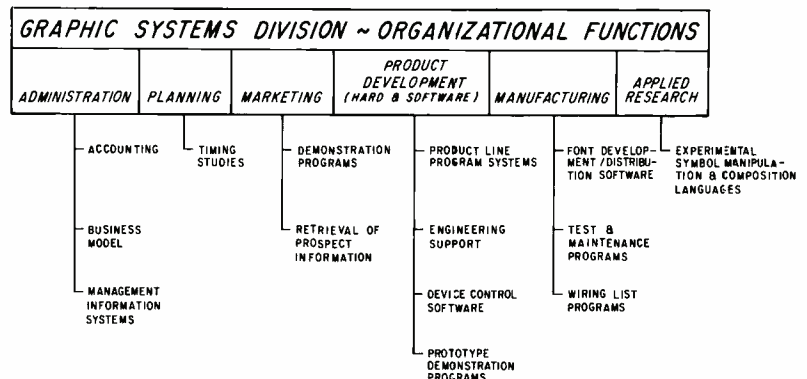 GRAPHIC SYSTEMS DIVISION ~ ORGANIZATIONAL FUNCTIONS
ADMINISTRATION
PLANNING
MARKETING
PRODUCT
DEVELOPMENT
(HARD & SOFTWARE)
MANUFACTURING
APPLIED
RESEARCH
ACCOUNTING
BUSINESS
MODEL
MANAGEMENT
INFORMATION
SYSTEMS
TIMING
STUDIES
DEMONSTRATION
PROGRAMS
RETRIEVAL OF
PROSPECT
INFORMATION
PRODUCT LINE
PROGRAM SYSTEMS
ENGINEERING
SUPPORT
DEVICE CONTROL
SOFTWARE
PROTOTYPE
DEMONSTRATION
PROGRAMS
FONT DEVELOP-
MENT/DISTRIBU-
TION SOFTWARE
TEST &
MAINTENANCE
PROGRAMS
WIRING LIST
PROGRAMS
EXPERIMENTAL
SYMBOL MANIPULA-
TION & COMPOSITION
LANGUAGES